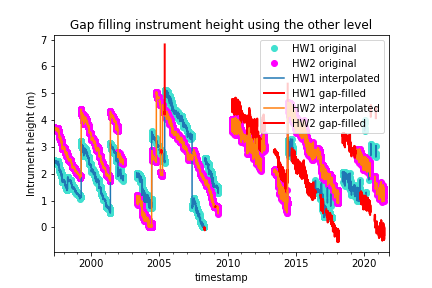 Gap filling instrument height using the other level
Intrument height (m)
7
6
5
4
3
2
1
0
HW1 original
HW2 original
HW1 interpolated
HW1 gap-filled
HW2 interpolated
HW2 gap-filled
2000
2005
2010
2015
2020
timestamp